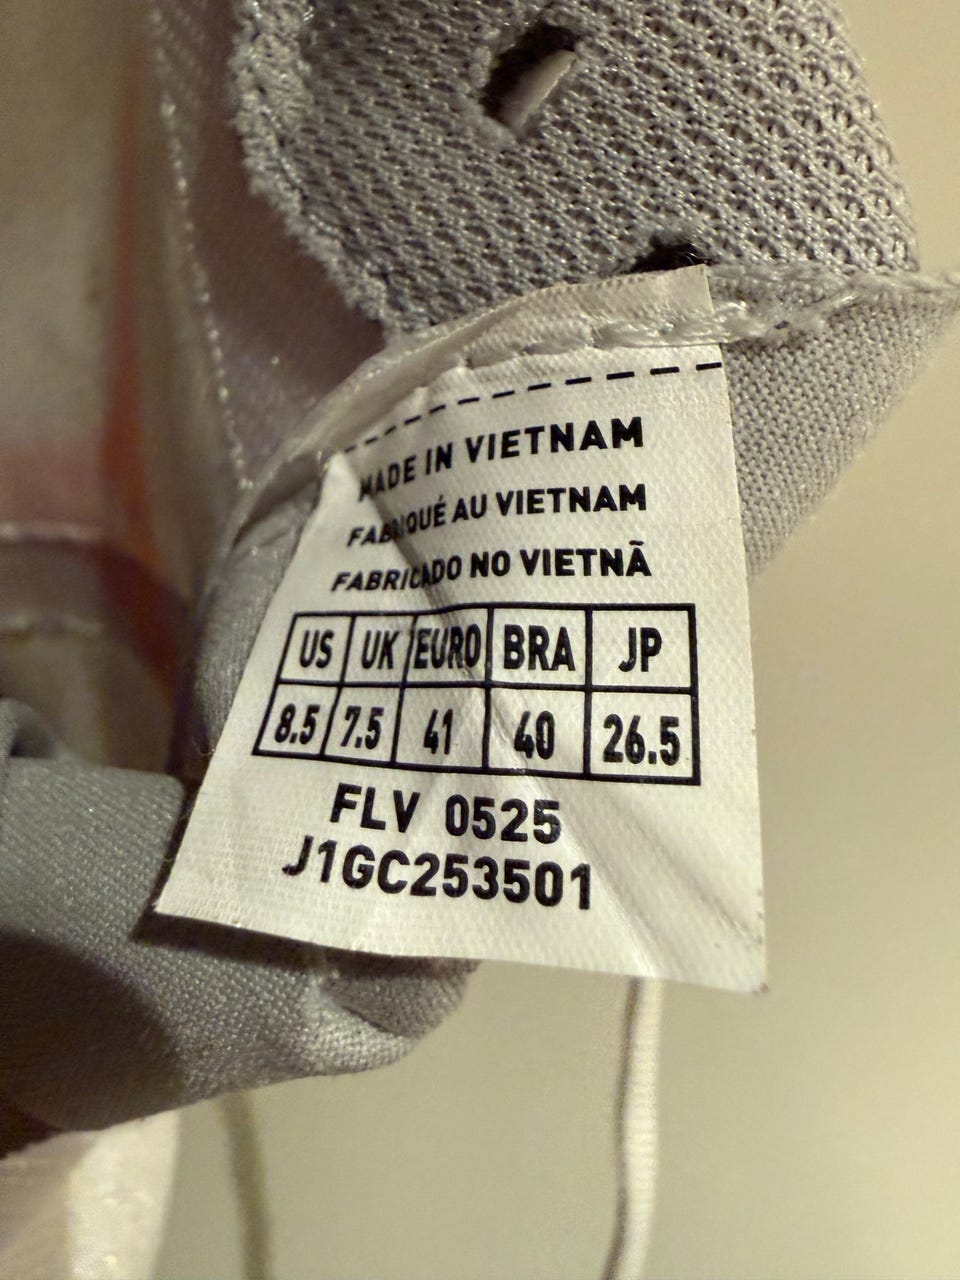 MADE IN VIETNAM
FABRIQUÉ AU VIETNAM
FABRICADO NO VIETNÃ
US UK EURO BRA JP
8.5 7.5 41 40 26.5
FLV 0525
J1GC253501